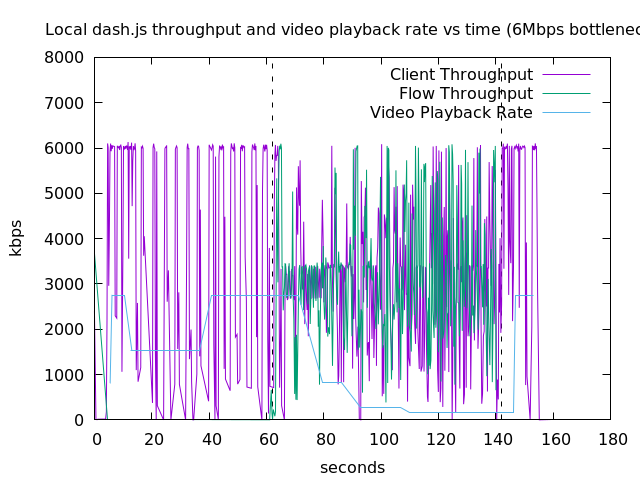 Local dash.js throughput and video playback rate vs time (6Mbps
8000
7000
6000
5000
4000
3000
2000
1000
0
kbps
Client Throughput
Flow Throughput
Video Playback Rate
0 20 40 60 80 100 120 140 160 180
seconds